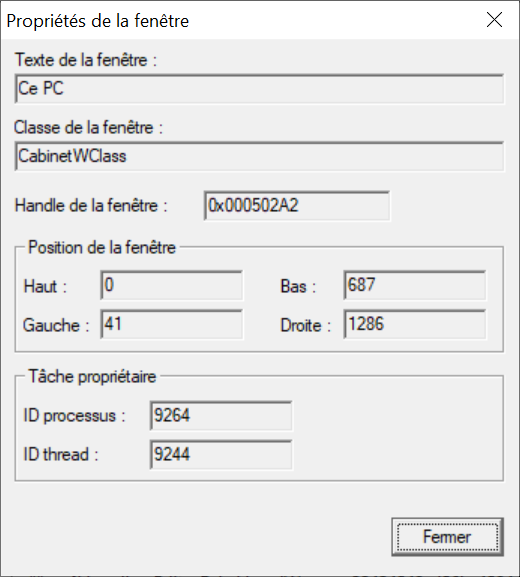 Propriétés de la fenêtre
Texte de la fenêtre :
Ce PC
Classe de la fenêtre :
CabinetWClass
Handle de la fenêtre : 0x000502A2
Position de la fenêtre
Haut : 0 Bas : 687
Gauche : 41 Droite : 1286
Tâche propriétaire
ID processus : 9264
ID thread : 9244
Fermer